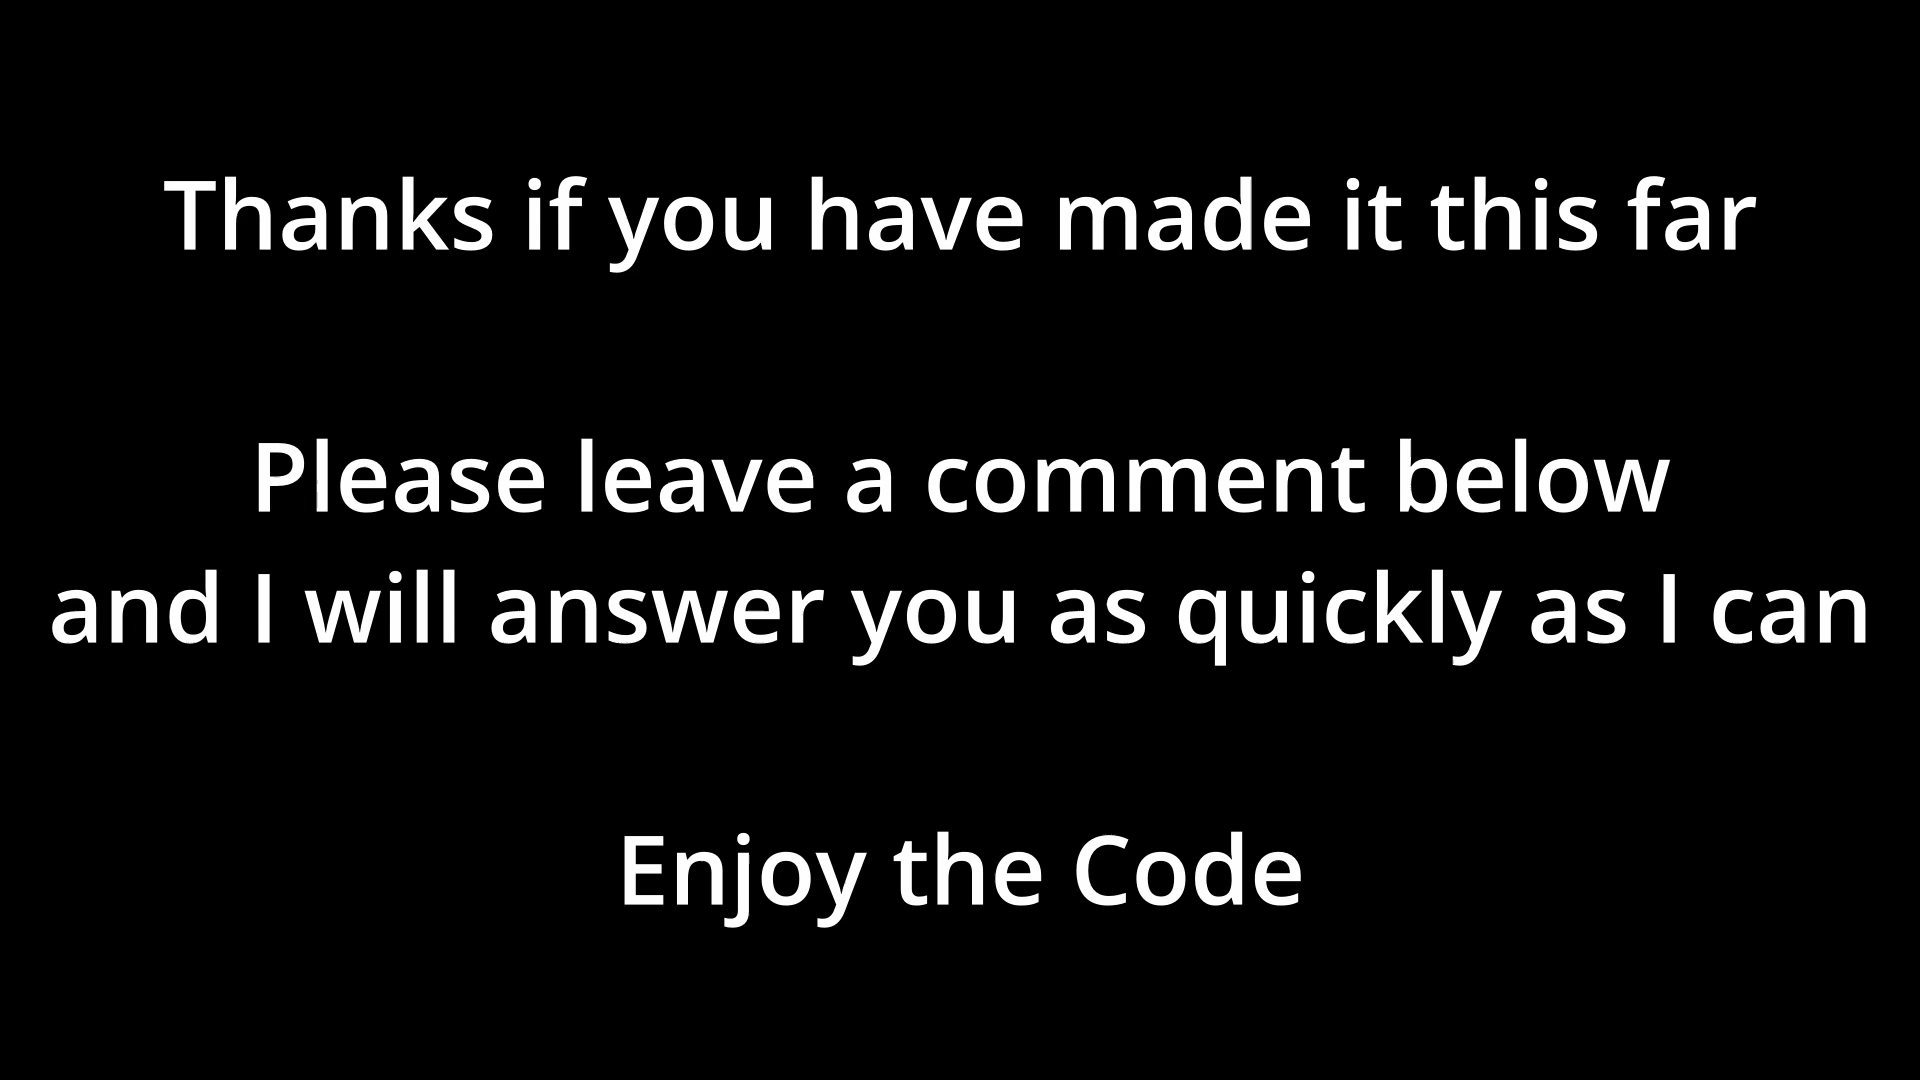 Thanks if you have made it this far
Please leave a comment below
and I will answer you as quickly as I can
Enjoy the Code